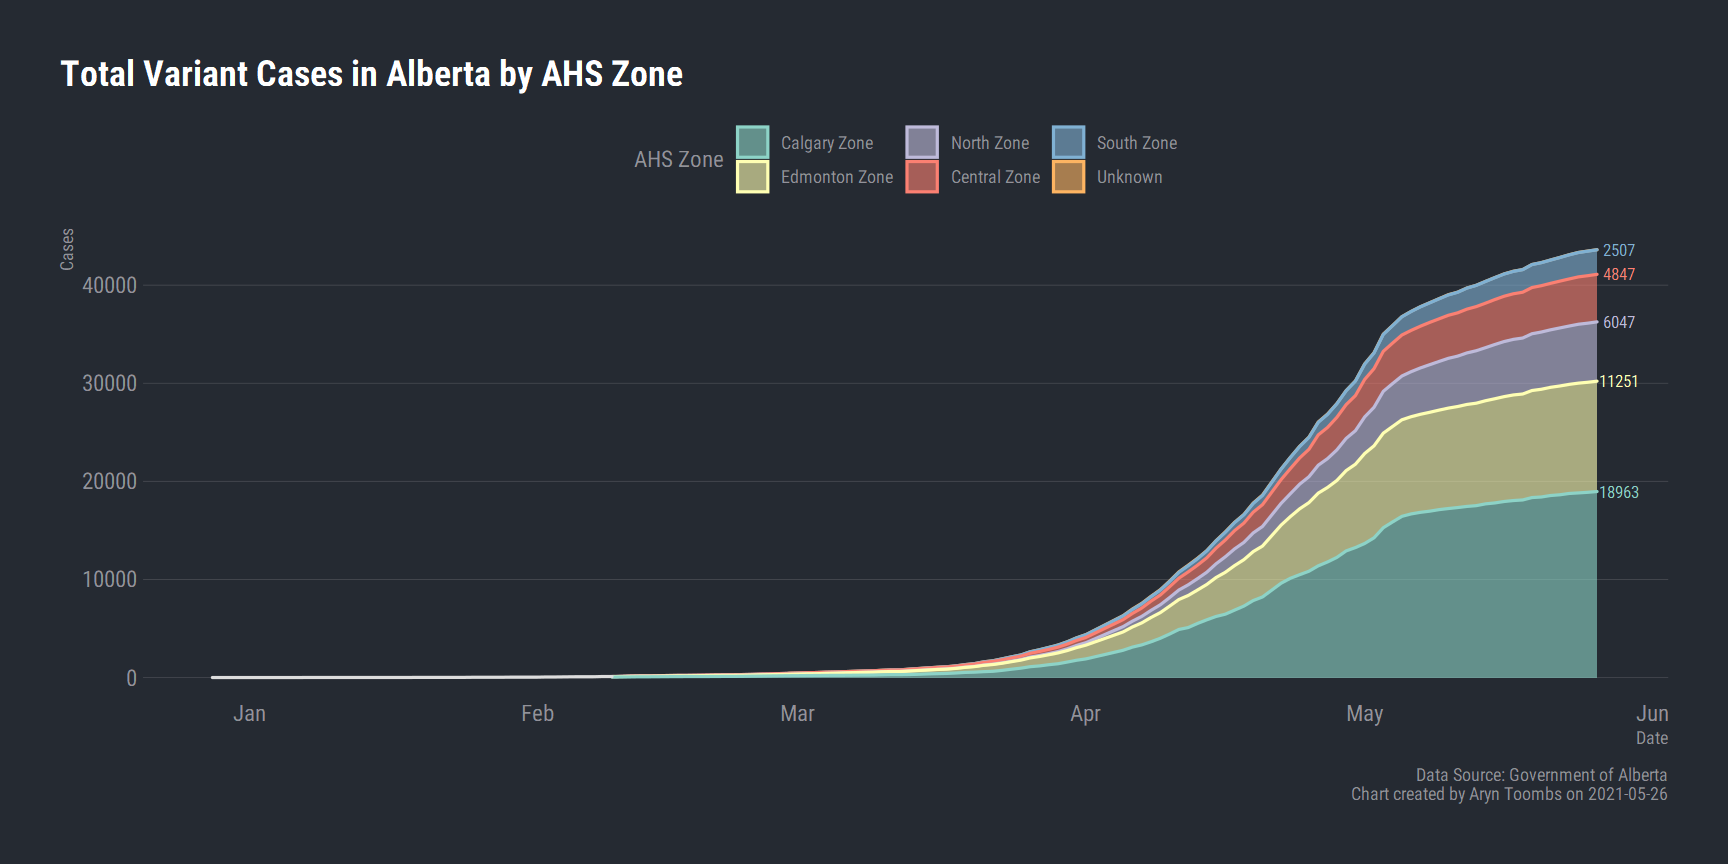 Total Variant Cases in Alberta by AHS Zone
AHS Zone
Calgary Zone
North Zone
South Zone
Edmonton Zone
Central Zone
Unknown
Cases
40000
30000
20000
10000
0
2507
4847
6047
11251
18963
Jan
Feb
Mar
Apr
May
Jun
Date
Data Source: Government of Alberta
Chart created by Aryn Toombs on 2021-05-26